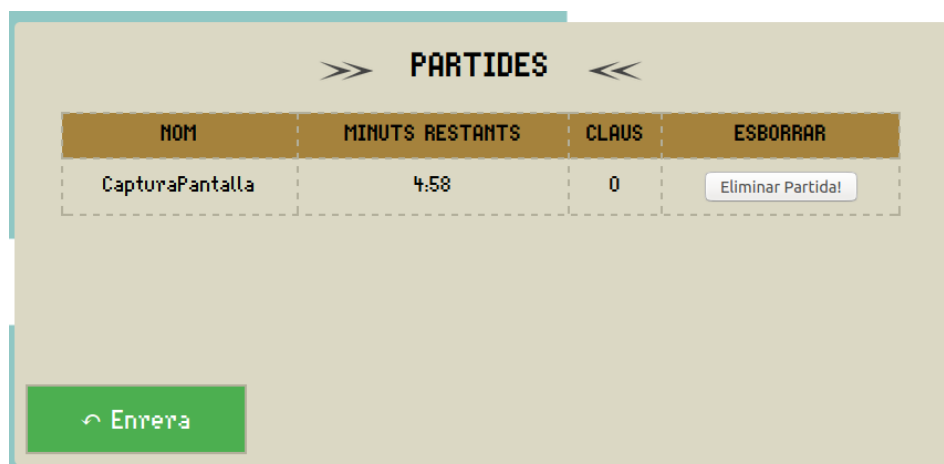 PARTIDES
NOM MINUTS RESTANTS CLAUS ESBORRAR
CapturaPantalla 4:58 0 Eliminar Partida!
↶ Enrera